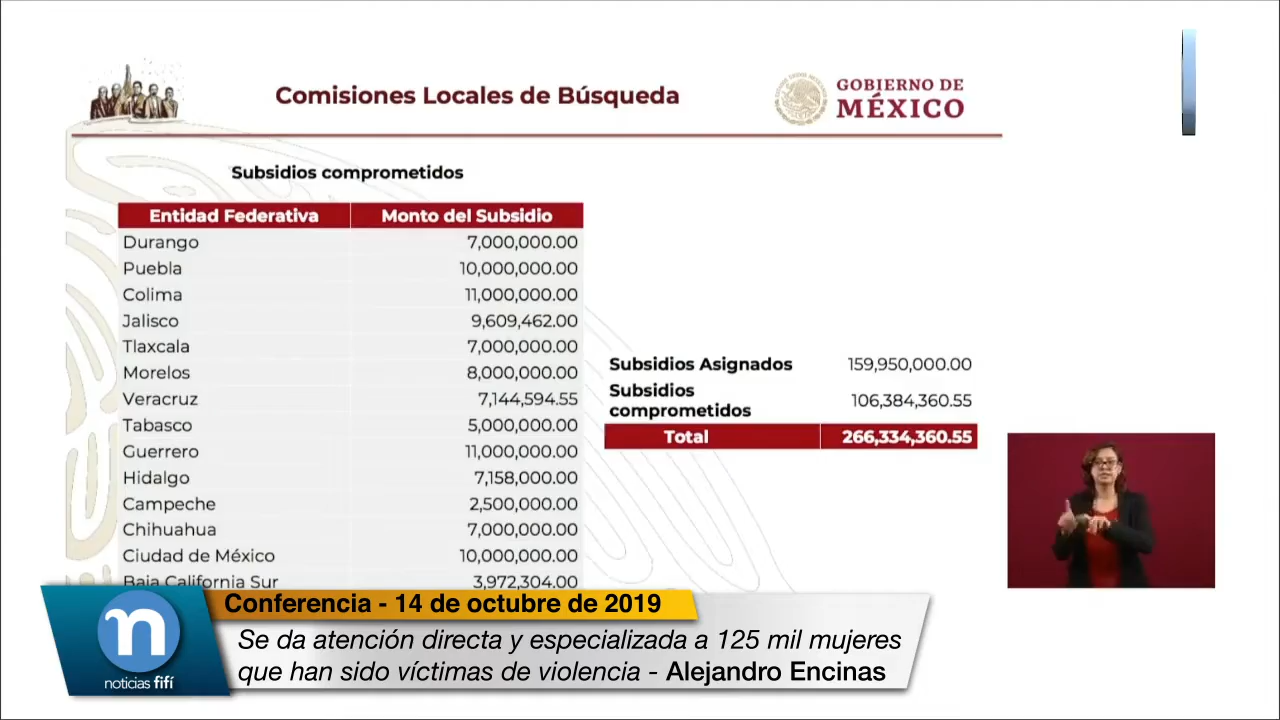 Comisiones Locales de Búsqueda
GOBIERNO DE
MÉXICO
Subsidios comprometidos
Entidad Federativa Monto del Subsidio
Durango 7,000,000.00
Puebla 10,000,000.00
Colima 11,000,000.00
Jalisco 9,609,462.00
Tlaxcala 7,000,000.00
Morelos 8,000,000.00
Veracruz 7,144,594.55
Tabasco 5,000,000.00
Guerrero 11,000,000.00
Hidalgo 7,158,000.00
Campeche 2,500,000.00
Chihuahua 7,000,000.00
Ciudad de México 10,000,000.00
Baja California Sur 3,972,304.00
Subsidios Asignados 159,950,000.00
Subsidios
comprometidos 106,384,360.55
Total 266,334,360.55
Conferencia - 14 de octubre de 2019
Se da atención directa y especializada a 125 mil mujeres
que han sido víctimas de violencia - Alejandro Encinas
n
noticias fifí